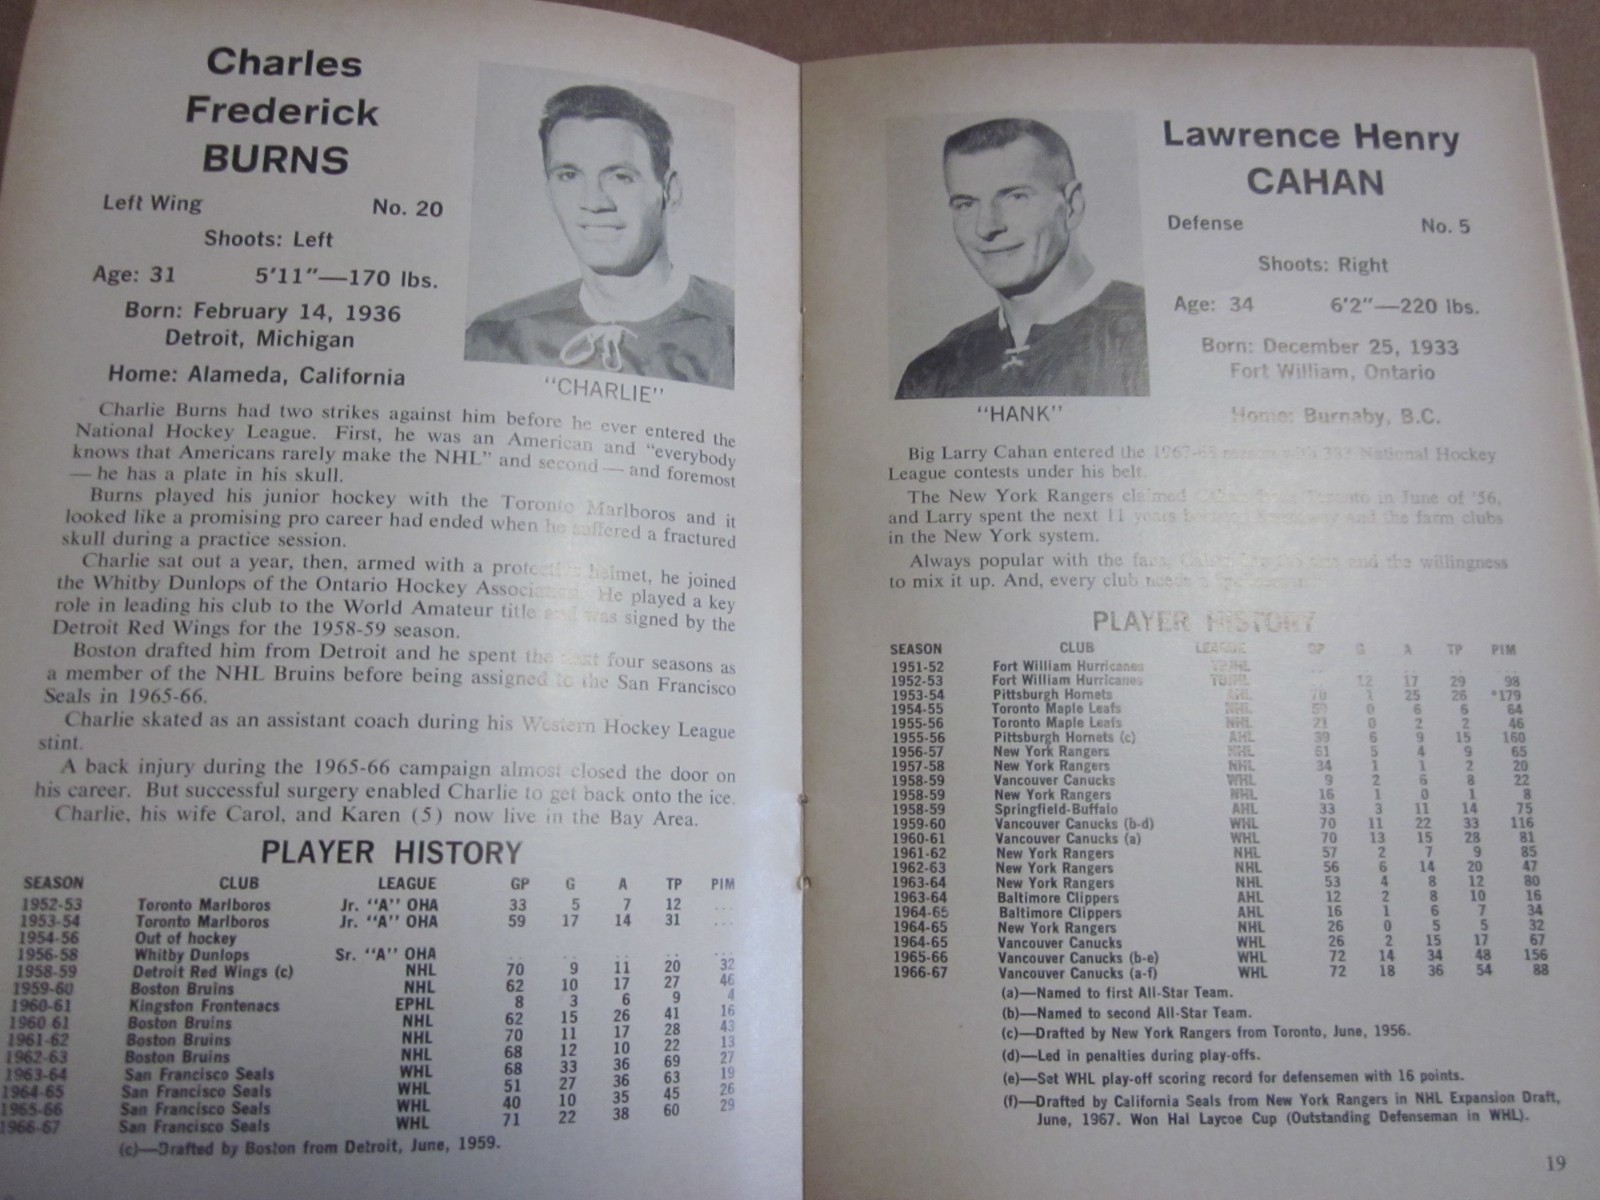 Charles
Frederick
BURNS
Left Wing No. 20
Shoots: Left
Age: 31 5'11"—170 lbs.
Born: February 14, 1936
Detroit, Michigan
Home: Alameda, California
"CHARLIE"
Charlie Burns had two strikes against him before he ever entered the
National Hockey League. First, he was an American and "everybody
knows that Americans rarely make the NHL" and second — and foremost
— he has a plate in his skull.
Burns played his junior hockey with the Toronto Marlboros and it
looked like a promising pro career had ended when he suffered a fractured
skull during a practice session.
Charlie sat out a year, then, armed with a protective helmet, he joined
the Whitby Dunlops of the Ontario Hockey Association. He played a key
role in leading his club to the World Amateur title and was signed by the
Detroit Red Wings for the 1958-59 season.
Boston drafted him from Detroit and he spent the next four seasons as
a member of the NHL Bruins before being assigned to the San Francisco
Seals in 1965-66.
Charlie skated as an assistant coach during his Western Hockey League
stint.
A back injury during the 1965-66 campaign almost closed the door on
his career. But successful surgery enabled Charlie to get back onto the ice.
Charlie, his wife Carol, and Karen (5) now live in the Bay Area.
PLAYER HISTORY
SEASON CLUB LEAGUE GP G A TP PIM
1952-53 Toronto Marlboros Jr. "A" OHA 33 5 7 12 ...
1953-54 Toronto Marlboros Jr. "A" OHA 59 17 14 31 ...
1954-56 Out of hockey
1956-58 Whitby Dunlops Sr. "A" OHA .. .. .. .. ...
1958-59 Detroit Red Wings (c) NHL 70 9 11 20 32
1959-60 Boston Bruins NHL 62 10 17 27 46
1960-61 Kingston Frontenacs EPHL 8 3 6 9 4
1960-61 Boston Bruins NHL 62 15 26 41 16
1961-62 Boston Bruins NHL 70 11 17 28 43
1962-63 Boston Bruins NHL 68 12 10 22 13
1963-64 San Francisco Seals WHL 68 33 36 69 27
1964-65 San Francisco Seals WHL 51 27 36 63 19
1965-66 San Francisco Seals WHL 40 10 35 45 26
1966-67 San Francisco Seals WHL 71 22 38 60 29
(c)—Drafted by Boston from Detroit, June, 1959.
Lawrence Henry
CAHAN
Defense No. 5
Shoots: Right
Age: 34 6'2"—220 lbs.
Born: December 25, 1933
Fort William, Ontario
Home: Burnaby, B.C.
"HANK"
Big Larry Cahan entered the 1967-68 season with National Hockey
League contests under his belt.
The New York Rangers claimed Cahan from Toronto in June of '56,
and Larry spent the next 11 years between and the farm clubs
in the New York system.
Always popular with the fans, Cahan and the willingness
to mix it up. And, every club needs a
PLAYER HISTORY
SEASON CLUB LEAGUE GP G A TP PIM
1951-52 Fort William Hurricanes
1952-53 Fort William Hurricanes 12 17 29 98
1953-54 Pittsburgh Hornets AHL 70 1 25 26 *179
1954-55 Toronto Maple Leafs NHL 0 6 6 64
1955-56 Toronto Maple Leafs NHL 21 0 2 2 46
1955-56 Pittsburgh Hornets (c) AHL 39 6 9 15 160
1956-57 New York Rangers NHL 61 5 4 9 65
1957-58 New York Rangers NHL 34 1 1 2 20
1958-59 Vancouver Canucks WHL 9 2 6 8 22
1958-59 New York Rangers NHL 16 1 0 1 8
1958-59 Springfield-Buffalo AHL 33 3 11 14 75
1959-60 Vancouver Canucks (b-d) WHL 70 11 22 33 116
1960-61 Vancouver Canucks (a) WHL 70 13 15 28 81
1961-62 New York Rangers NHL 57 2 7 9 85
1962-63 New York Rangers NHL 56 6 14 20 47
1963-64 New York Rangers NHL 53 4 8 12 80
1963-64 Baltimore Clippers AHL 12 2 8 10 16
1964-65 Baltimore Clippers AHL 16 1 6 7 34
1964-65 New York Rangers NHL 26 0 5 5 32
1964-65 Vancouver Canucks WHL 26 2 15 17 67
1965-66 Vancouver Canucks (b-e) WHL 72 14 34 48 156
1966-67 Vancouver Canucks (a-f) WHL 72 18 36 54 88
(a)—Named to first All-Star Team.
(b)—Named to second All-Star Team.
(c)—Drafted by New York Rangers from Toronto, June, 1956.
(d)—Led in penalties during play-offs.
(e)—Set WHL play-off scoring record for defensemen with 16 points.
(f)—Drafted by California Seals from New York Rangers in NHL Expansion Draft,
June, 1967. Won Hal Laycoe Cup (Outstanding Defenseman in WHL).
19